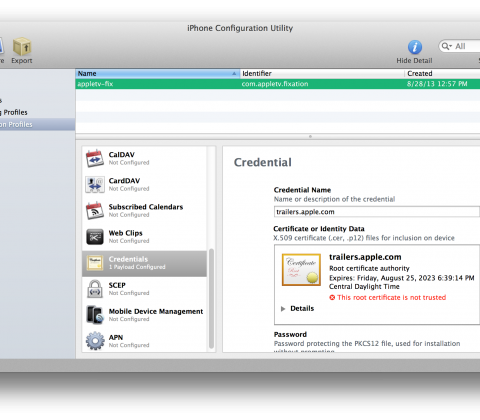 iPhone Configuration Utility
Export
Hide Detail
All
Name Identifier Created
appletv-fix com.appletv.fixation 8/28/13 12:57 PM
g Profiles
on Profiles
CalDAV
Not Configured
CardDAV
Not Configured
Subscribed Calendars
Not Configured
Web Clips
Not Configured
Credentials
1 Payload Configured
SCEP
Not Configured
Mobile Device Management
Not Configured
APN
Not Configured
Credential
Credential Name
Name or description of the credential
trailers.apple.com
Certificate or Identity Data
X.509 certificate (.cer, .p12) files for inclusion on device
Certificate
trailers.apple.com
Root certificate authority
Expires: Friday, August 25, 2023 6:39:14 PM
Central Daylight Time
This root certificate is not trusted
Details
Password
Protecting the PKCS12 file, used for installation
without prompting